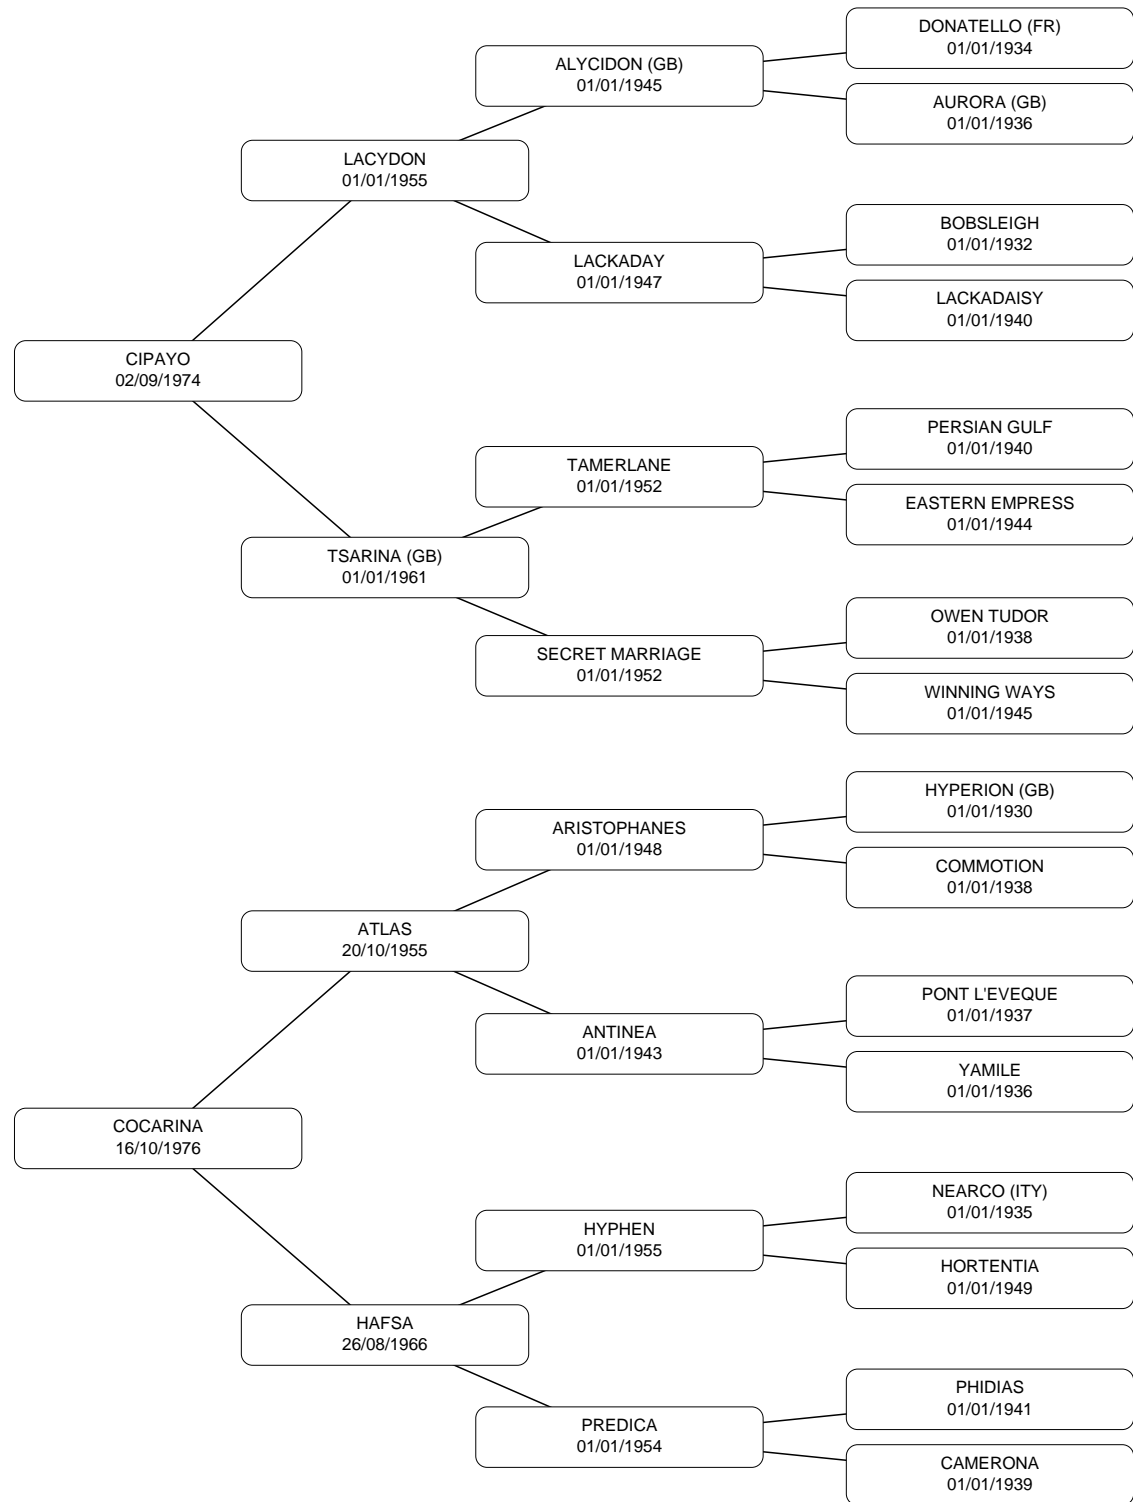 DONATELLO (FR)
01/01/1934
ALYCIDON (GB)
01/01/1945
AURORA (GB)
01/01/1936
LACYDON
01/01/1955
BOBSLEIGH
01/01/1932
LACKADAY
01/01/1947
LACKADAISY
01/01/1940
CIPAYO
02/09/1974
PERSIAN GULF
01/01/1940
TAMERLANE
01/01/1952
EASTERN EMPRESS
01/01/1944
TSARINA (GB)
01/01/1961
OWEN TUDOR
01/01/1938
SECRET MARRIAGE
01/01/1952
WINNING WAYS
01/01/1945
HYPERION (GB)
01/01/1930
ARISTOPHANES
01/01/1948
COMMOTION
01/01/1938
ATLAS
20/10/1955
PONT L'EVEQUE
01/01/1937
ANTINEA
01/01/1943
YAMILE
01/01/1936
COCARINA
16/10/1976
NEARCO (ITY)
01/01/1935
HYPHEN
01/01/1955
HORTENTIA
01/01/1949
HAFSA
26/08/1966
PHIDIAS
01/01/1941
PREDICA
01/01/1954
CAMERONA
01/01/1939